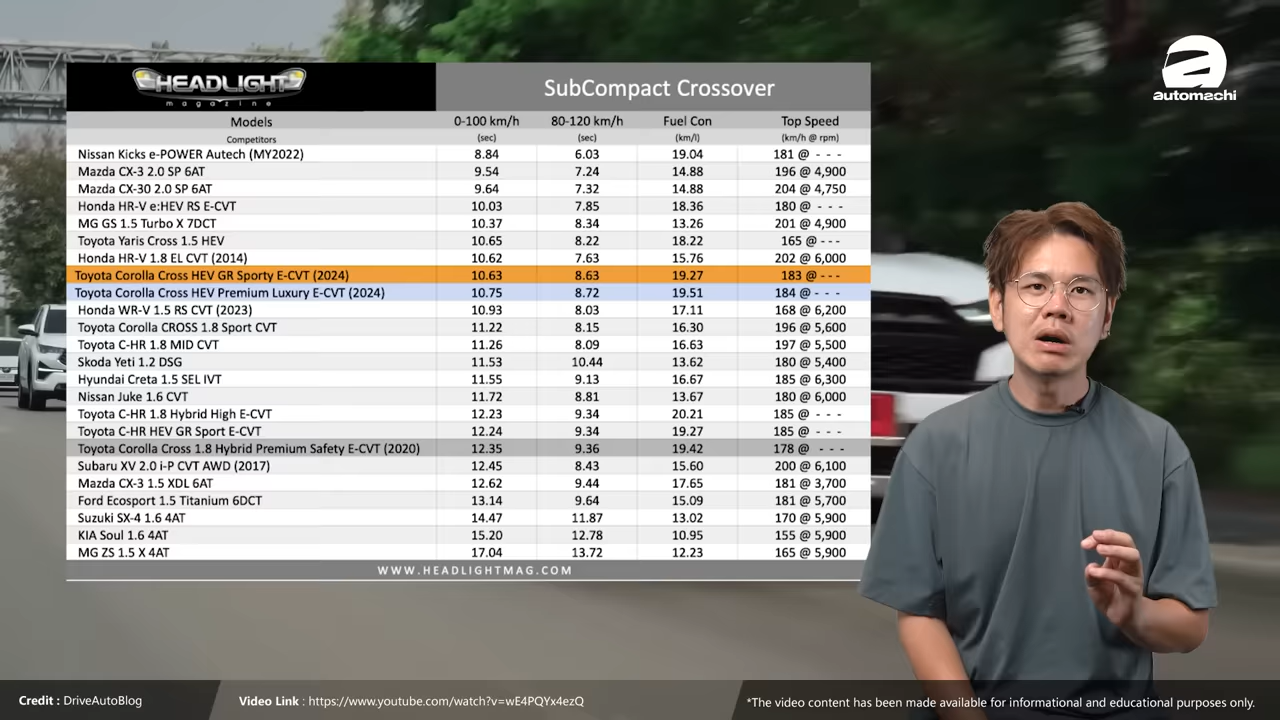 HEADLIGHT
magazine
SubCompact Crossover
automachi
Models 0-100 km/h 80-120 km/h Fuel Con Top Speed
Competitors (sec) (sec) (km/l) (km/h @ rpm)
Nissan Kicks e-POWER Autech (MY2022) 8.84 6.03 19.04 181 @ - - -
Mazda CX-3 2.0 SP 6AT 9.54 7.24 14.88 196 @ 4,900
Mazda CX-30 2.0 SP 6AT 9.64 7.32 14.88 204 @ 4,750
Honda HR-V e:HEV RS E-CVT 10.03 7.85 18.36 180 @ - - -
MG GS 1.5 Turbo X 7DCT 10.37 8.34 13.26 201 @ 4,900
Toyota Yaris Cross 1.5 HEV 10.65 8.22 18.22 165 @ - - -
Honda HR-V 1.8 EL CVT (2014) 10.62 7.63 15.76 202 @ 6,000
Toyota Corolla Cross HEV GR Sporty E-CVT (2024) 10.63 8.63 19.27 183 @ - - -
Toyota Corolla Cross HEV Premium Luxury E-CVT (2024) 10.75 8.72 19.51 184 @ - - -
Honda WR-V 1.5 RS CVT (2023) 10.93 8.03 17.11 168 @ 6,200
Toyota Corolla CROSS 1.8 Sport CVT 11.22 8.15 16.30 196 @ 5,600
Toyota C-HR 1.8 MID CVT 11.26 8.09 16.63 197 @ 5,500
Skoda Yeti 1.2 DSG 11.53 10.44 13.62 180 @ 5,400
Hyundai Creta 1.5 SEL IVT 11.55 9.13 16.67 185 @ 6,300
Nissan Juke 1.6 CVT 11.72 8.81 13.67 180 @ 6,000
Toyota C-HR 1.8 Hybrid High E-CVT 12.23 9.34 20.21 185 @ - - -
Toyota C-HR HEV GR Sport E-CVT 12.24 9.34 19.27 185 @ - - -
Toyota Corolla Cross 1.8 Hybrid Premium Safety E-CVT (2020) 12.35 9.36 19.42 178 @ - - -
Subaru XV 2.0 i-P CVT AWD (2017) 12.45 8.43 15.60 200 @ 6,100
Mazda CX-3 1.5 XDL 6AT 12.62 9.44 17.65 181 @ 3,700
Ford Ecosport 1.5 Titanium 6DCT 13.14 9.64 15.09 181 @ 5,700
Suzuki SX-4 1.6 4AT 14.47 11.87 13.02 170 @ 5,900
KIA Soul 1.6 4AT 15.20 12.78 10.95 155 @ 5,900
MG ZS 1.5 X 4AT 17.04 13.72 12.23 165 @ 5,900
WWW.HEADLIGHTMAG.COM
Credit : DriveAutoBlog
Video Link : https://www.youtube.com/watch?v=wE4PQYx4ezQ
*The video content has been made available for informational and educational purposes only.